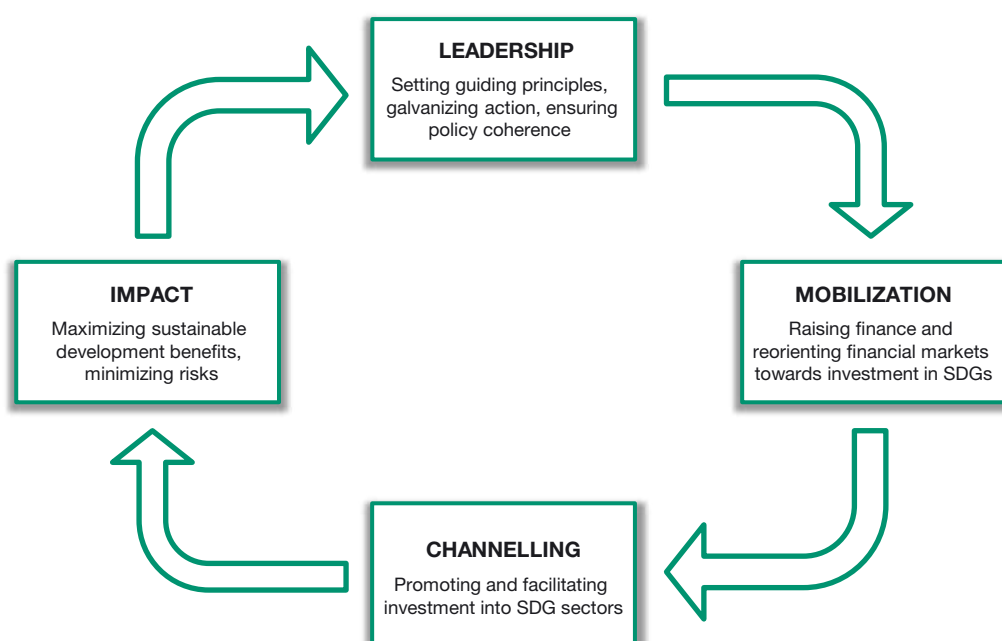 LEADERSHIP
Setting guiding principles,
galvanizing action, ensuring
policy coherence
IMPACT
Maximizing sustainable
development benefits,
minimizing risks
MOBILIZATION
Raising finance and
reorienting financial markets
towards investment in SDGs
CHANNELLING
Promoting and facilitating
investment into SDG sectors